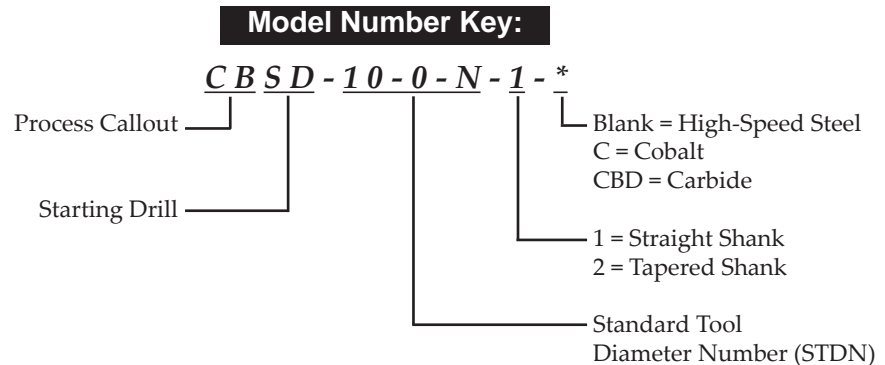 Model Number Key:
CBSD-10-0-N-1-*
Process Callout
Blank = High-Speed Steel
C = Cobalt
CBD = Carbide
Starting Drill
1 = Straight Shank
2 = Tapered Shank
Standard Tool
Diameter Number (STDN)